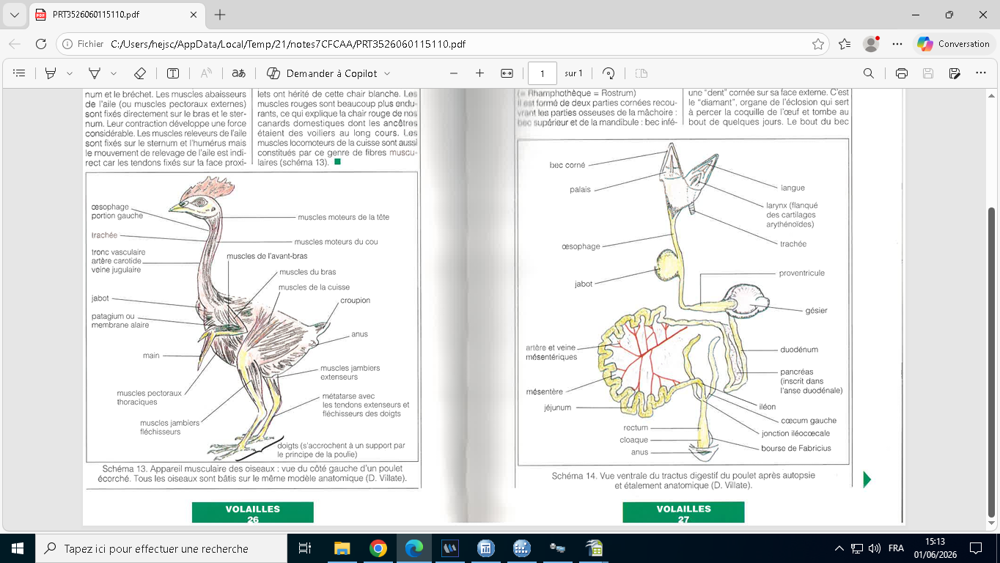 PRT3526060115110.pdf
Fichier
C:/Users/hejsc/AppData/Local/Temp/21/notes7CFCAA/PRT3526060115110.pdf
Conversation
Demander à Copilot
1
sur 1
num et le bréchet. Les muscles abaisseurs
de l'aile (ou muscles pectoraux externes)
sont fixés directement sur le bras et le ster-
num. Leur contraction développe une force
considérable. Les muscles releveurs de l'aile
sont fixés sur le sternum et l'humérus mais
le mouvement de relevage de l'aile est indi-
rect car les tendons fixés sur la face proxi-
lets ont hérité de cette chair blanche. Les
muscles rouges sont beaucoup plus endu-
rants, ce qui explique la chair rouge de nos
canards domestiques dont les ancêtres
étaient des voiliers au long cours. Les
muscles locomoteurs de la cuisse sont aussi
constitués par ce genre de fibres muscu-
laires (schéma 13).
œsophage
portion gauche
trachée
tronc vasculaire
artère carotide
veine jugulaire
jabot
patagium ou
membrane alaire
main
muscles pectoraux
thoraciques
muscles jambiers
fléchisseurs
muscles moteurs de la tête
muscles moteurs du cou
muscles de l'avant-bras
muscles du bras
muscles de la cuisse
croupion
anus
muscles jambiers
extenseurs
métatarse avec
les tendons extenseurs et
fléchisseurs des doigts
doigts (s'accrochent à un support par
le principe de la poulie)
Schéma 13. Appareil musculaire des oiseaux : vue du côté gauche d'un poulet
écorché. Tous les oiseaux sont bâtis sur le même modèle anatomique (D. Villate).
VOLAILLES
26
(= Rhamphothèque = Rostrum)
Il est formé de deux parties cornées recou-
vrant les parties osseuses de la mâchoire :
bec supérieur et de la mandibule : bec infé-
une "dent" cornée sur sa face externe. C'est
le "diamant", organe de l'éclosion qui sert
à percer la coquille de l'œuf et tombe au
bout de quelques jours. Le bout du bec
bec corné
palais
œsophage
jabot
artère et veine
mésentériques
mésentère
jéjunum
rectum
cloaque
anus
langue
larynx (flanqué
des cartilages
arythénoïdes)
trachée
proventricule
gésier
duodénum
pancréas
(inscrit dans
l'anse duodénale)
iléon
cœcum gauche
jonction iléocœcale
bourse de Fabricius
Schéma 14. Vue ventrale du tractus digestif du poulet après autopsie
et étalement anatomique (D. Villate).
VOLAILLES
27
Tapez ici pour effectuer une recherche
FRA
15:13
01/06/2026